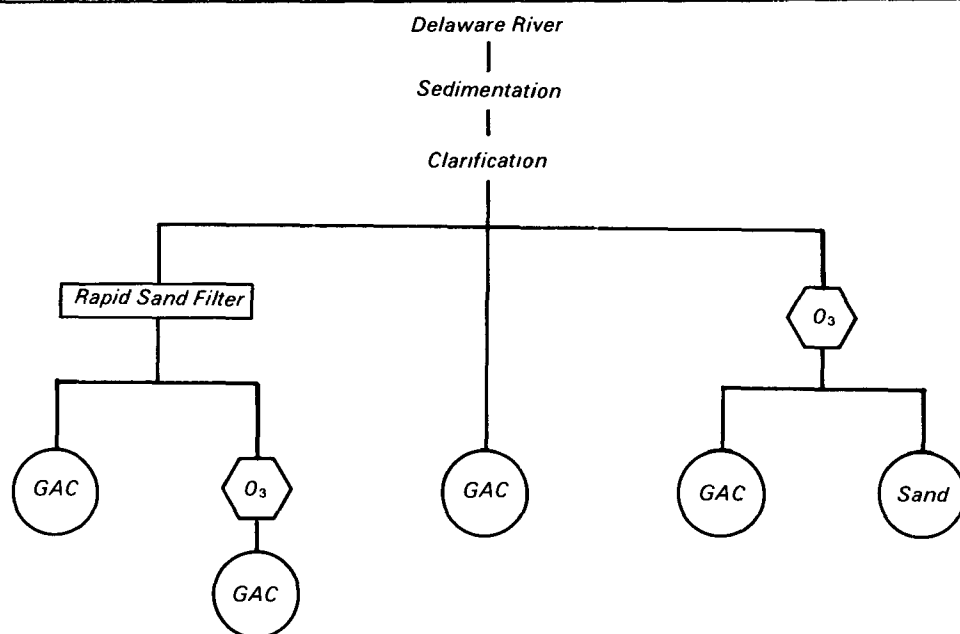 Delaware River
Sedimentation
Clarification
Rapid Sand Filter
O₃
GAC
O₃
GAC
GAC
Sand
GAC